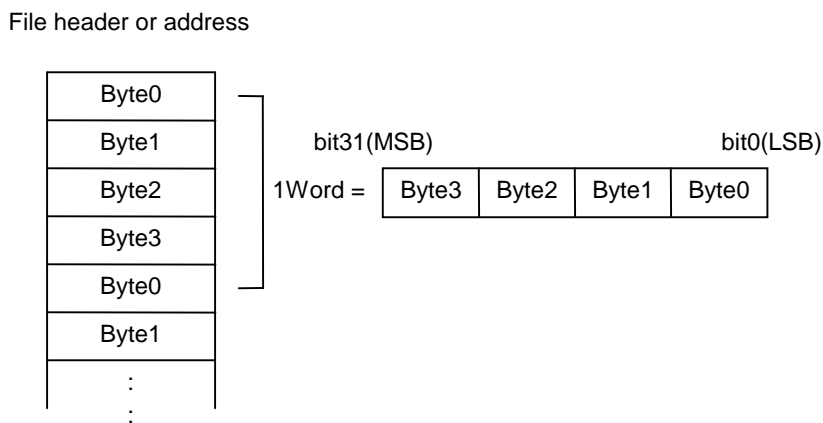 File header or address
Byte0
Byte1
Byte2
Byte3
Byte0
Byte1
:
:
bit31(MSB) bit0(LSB)
1Word = Byte3 Byte2 Byte1 Byte0